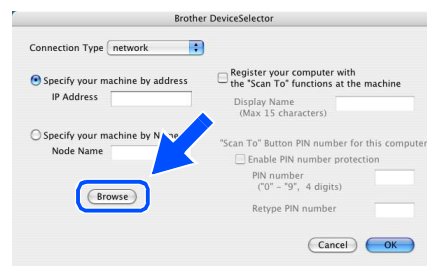 Brother DeviceSelector
Connection Type network
Specify your machine by address
IP Address
Specify your machine by Name
Node Name
Browse
Register your computer with
the "Scan To" functions at the machine
Display Name
(Max 15 characters)
"Scan To" Button PIN number for this computer
Enable PIN number protection
PIN number
("0" - "9", 4 digits)
Retype PIN number
Cancel OK